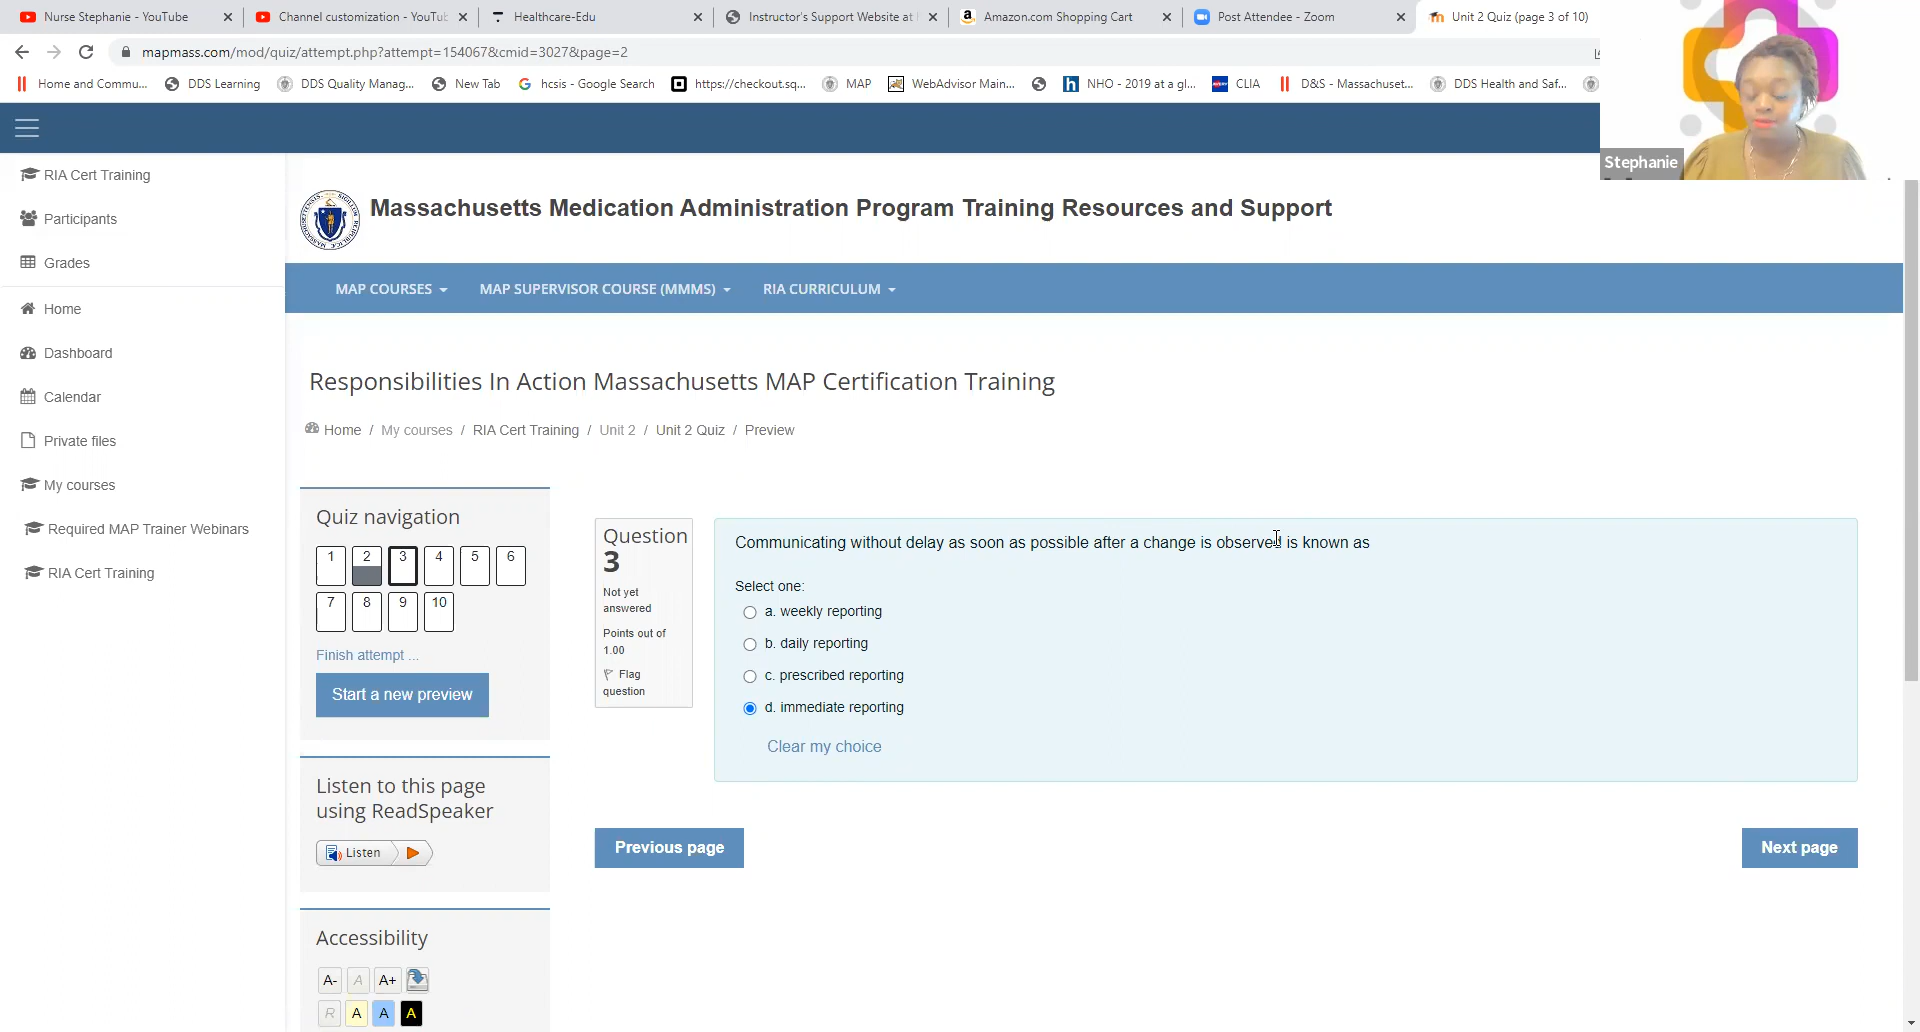 Nurse Stephanie - YouTube
Channel customization - YouTub
Healthcare-Edu
Instructor's Support Website at
Amazon.com Shopping Cart
Post Attendee - Zoom
Unit 2 Quiz (page 3 of 10)
mapmass.com/mod/quiz/attempt.php?attempt=154067&cmid=3027&page=2
Home and Commu...
DDS Learning
DDS Quality Manag...
New Tab
hcsis - Google Search
https://checkout.sq...
MAP
WebAdvisor Main...
NHO - 2019 at a gl...
CLIA
D&S - Massachuset...
DDS Health and Saf...
Stephanie
RIA Cert Training
Participants
Grades
Home
Dashboard
Calendar
Private files
My courses
Required MAP Trainer Webinars
RIA Cert Training
Massachusetts Medication Administration Program Training Resources and Support
MAP COURSES
MAP SUPERVISOR COURSE (MMMS)
RIA CURRICULUM
Responsibilities In Action Massachusetts MAP Certification Training
Home / My courses / RIA Cert Training / Unit 2 / Unit 2 Quiz / Preview
Quiz navigation
1 2 3 4 5 6
7 8 9 10
Finish attempt ...
Start a new preview
Listen to this page
using ReadSpeaker
Listen
Accessibility
A- A A+
R A A A
Question
3
Not yet
answered
Points out of
1.00
Flag
question
Communicating without delay as soon as possible after a change is observed is known as
Select one:
a. weekly reporting
b. daily reporting
c. prescribed reporting
d. immediate reporting
Clear my choice
Previous page
Next page